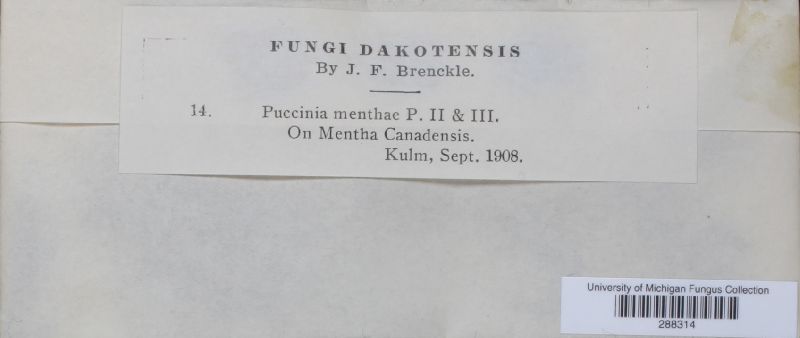 FUNGI DAKOTENSIS
By J. F. Brenckle.
14. Puccinia menthae P. II & III.
On Mentha Canadensis.
Kulm, Sept. 1908.
University of Michigan Fungus Collection
288314